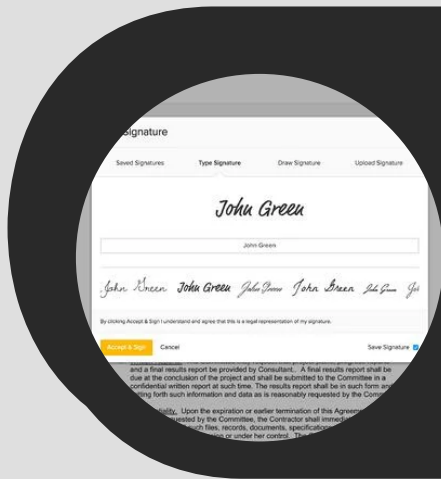 Signature
Saved Signatures Type Signature Draw Signature Upload Signature
John Green
John Green
John Green John Green John Green John Green John Green
By clicking Accept & Sign I understand and agree that this is a legal representation of my signature.
Accept & Sign Cancel Save Signature
and a final results report be provided by Consultant.. A final results report shall be
due at the conclusion of the project and shall be submitted to the Committee in a
confidential written report at such time. The results report shall be in such form and
forth such information and data as is reasonably requested by the
Upon the expiration or earlier termination of this
by the Committee, the Contractor shall
such files, records, documents,
or under her control.